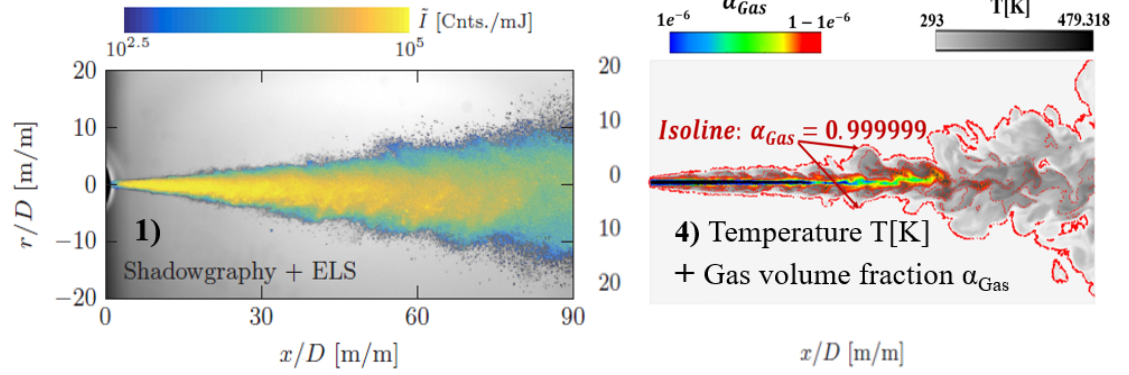 Ĩ [Cnts./mJ]
10^2.5 10^5
20
10
0
−10
−20
r/D [m/m]
1)
Shadowgraphy + ELS
0 30 60 90
x/D [m/m]
α_Gas T[K]
1e^-6 1 − 1e^-6 293 479.318
20
10
0
10
20
Isoline: α_Gas = 0.999999
4) Temperature T[K]
+ Gas volume fraction α_Gas
x/D [m/m]